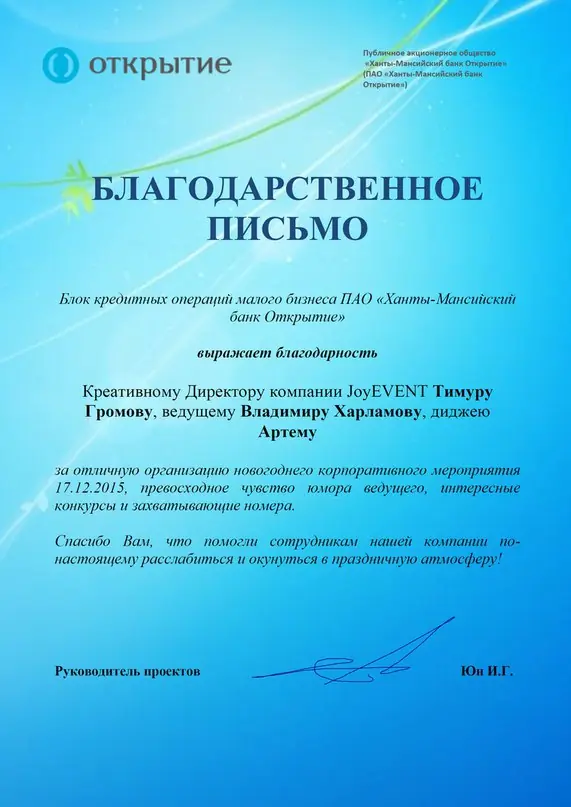 открытие
Публичное акционерное общество
«Ханты-Мансийский банк Открытие»
(ПАО «Ханты-Мансийский банк
Открытие»)
БЛАГОДАРСТВЕННОЕ
ПИСЬМО
Блок кредитных операций малого бизнеса ПАО «Ханты-Мансийский
банк Открытие»
выражает благодарность
Креативному Директору компании JoyEVENT Тимуру
Громову, ведущему Владимиру Харламову, диджею
Артему
за отличную организацию новогоднего корпоративного мероприятия
17.12.2015, превосходное чувство юмора ведущего, интересные
конкурсы и захватывающие номера.
Спасибо Вам, что помогли сотрудникам нашей компании по-
настоящему расслабиться и окунуться в праздничную атмосферу!
Руководитель проектов Юн И.Г.